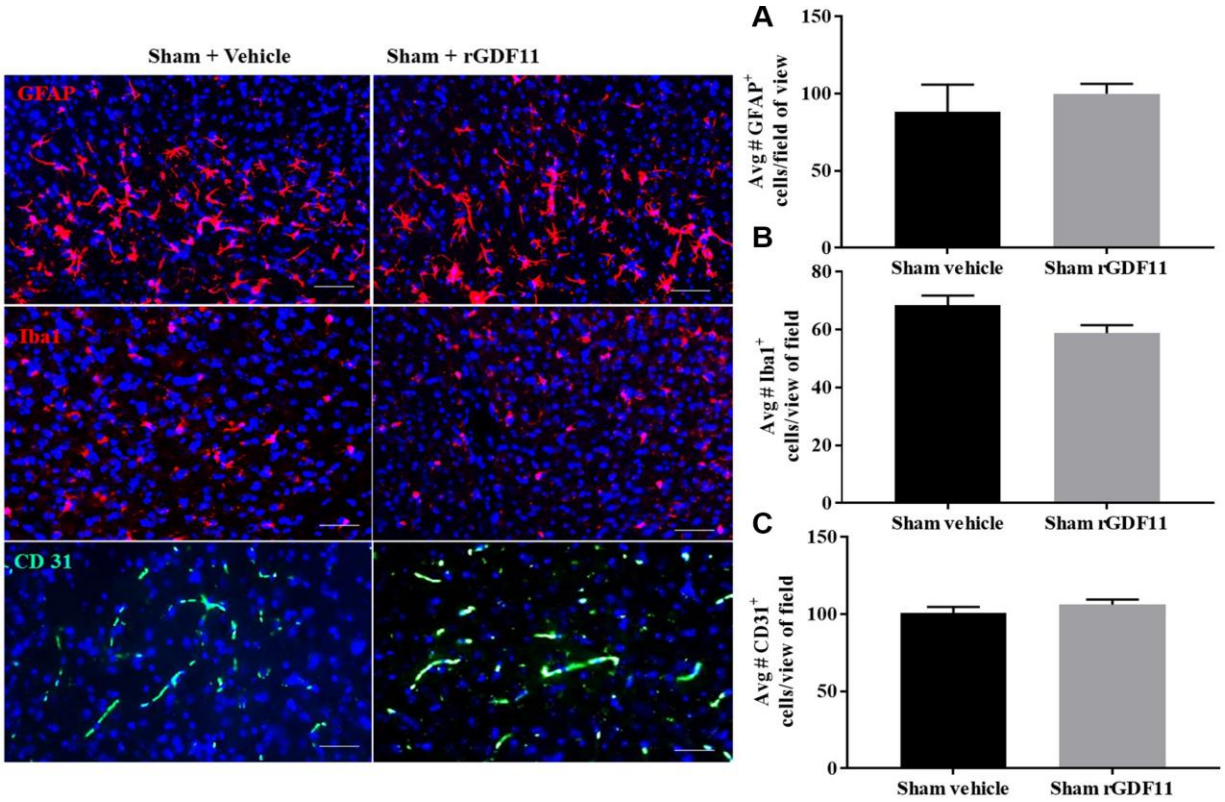 Sham + Vehicle
Sham + rGDF11
GFAP
Iba1
CD 31
A
Avg # GFAP⁺
cells/field of view
150
100
50
0
Sham vehicle
Sham rGDF11
B
Avg # Iba1⁺
cells/view of field
80
60
40
20
0
Sham vehicle
Sham rGDF11
C
Avg # CD31⁺
cells/view of field
150
100
50
0
Sham vehicle
Sham rGDF11